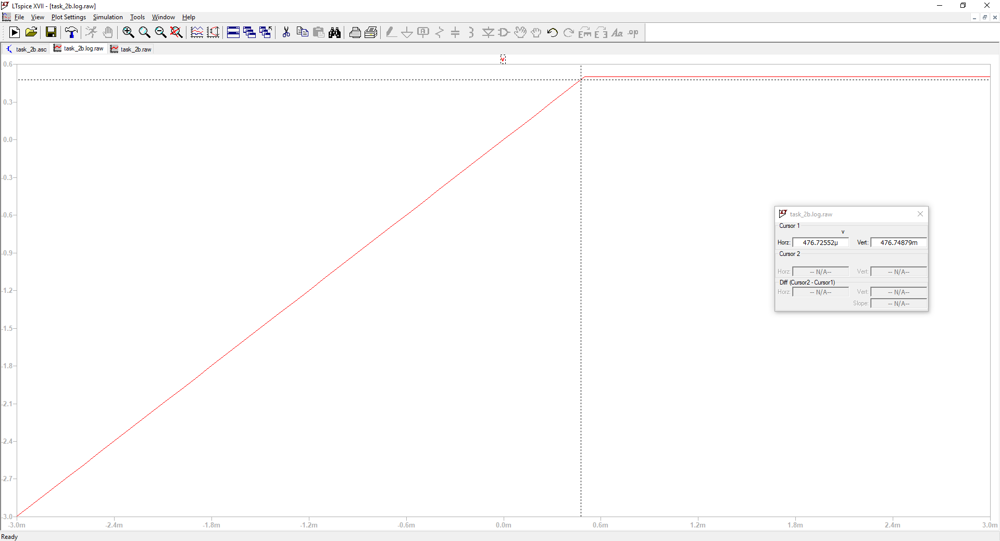 LTspice XVII - [task_2b.log.raw]
File View Plot Settings Simulation Tools Window Help
task_2b.asc task_2b.log.raw task_2b.raw
v
0.6
0.3
0.0
-0.3
-0.6
-0.9
-1.2
-1.5
-1.8
-2.1
-2.4
-2.7
-3.0
-3.0m -2.4m -1.8m -1.2m -0.6m 0.0m 0.6m 1.2m 1.8m 2.4m 3.0m
task_2b.log.raw
Cursor 1
v
Horz: 476.72552µ Vert: 476.74879m
Cursor 2
Horz: -- N/A-- Vert: -- N/A--
Diff (Cursor2 - Cursor1)
Horz: -- N/A-- Vert: -- N/A--
Slope: -- N/A--
Ready